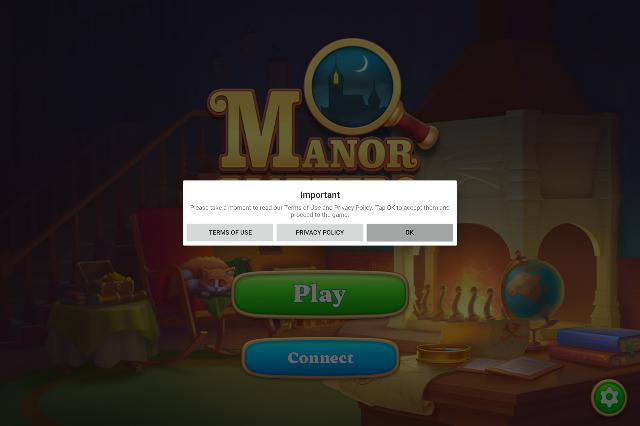 MANOR
Important
Please take a moment to read our Terms of Use and Privacy Policy. Tap OK to accept them and
proceed to the game.
TERMS OF USE
PRIVACY POLICY
OK
Play
Connect